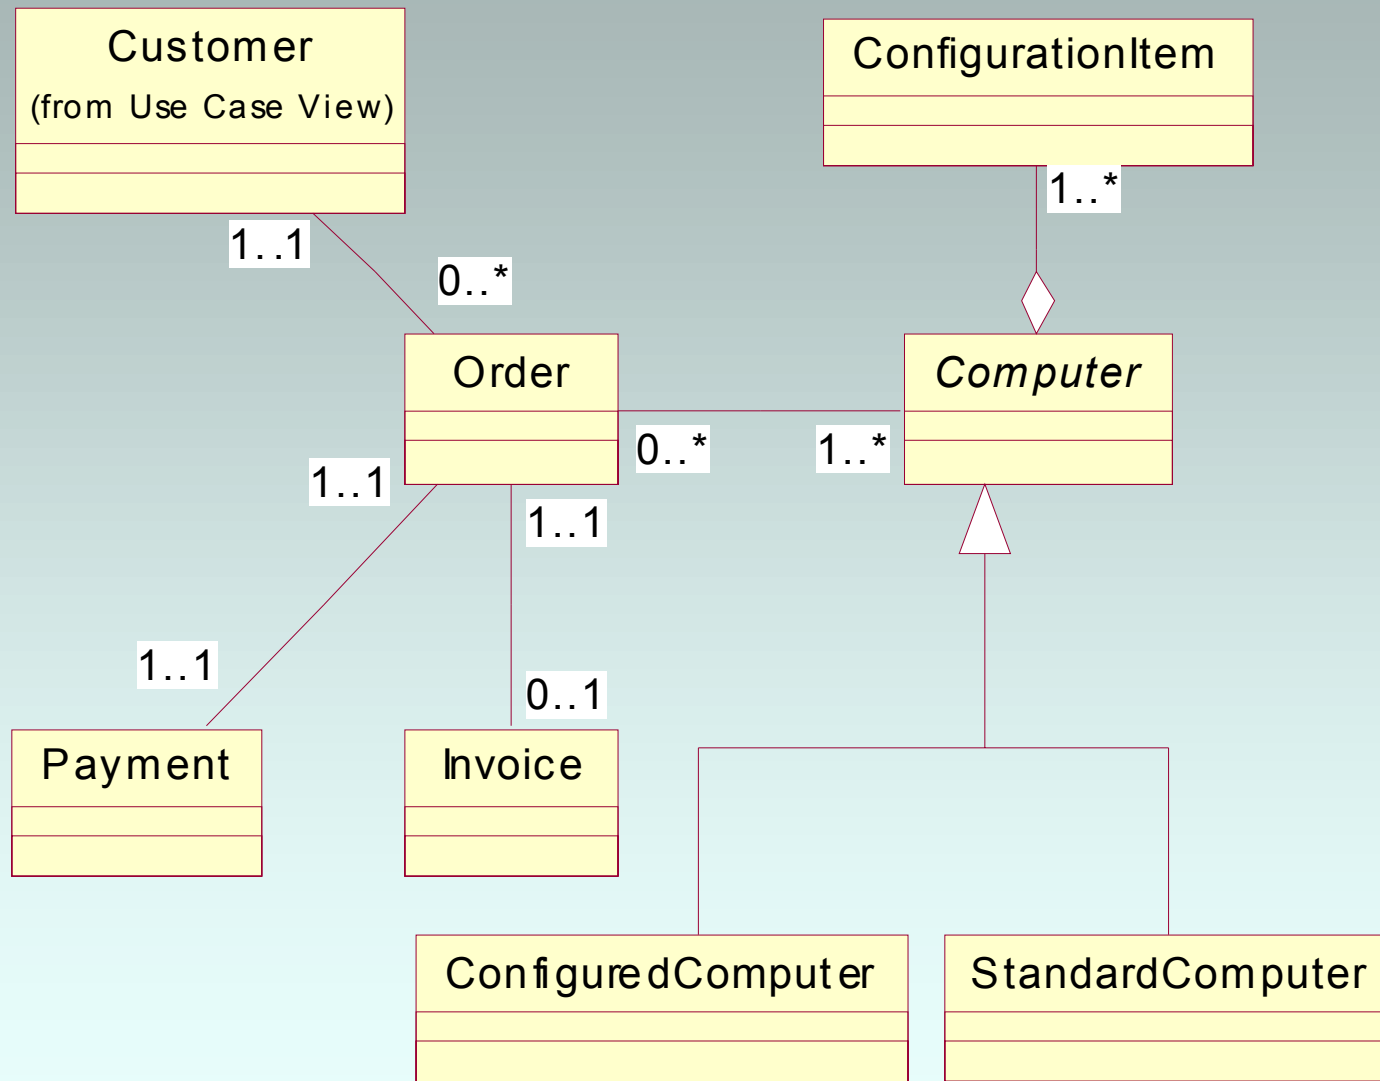 Customer
(from Use Case View)
ConfigurationItem
1..*
1..1
0..*
Order
Computer
0..*
1..*
1..1
1..1
1..1
0..1
Payment
Invoice
ConfiguredComputer
StandardComputer